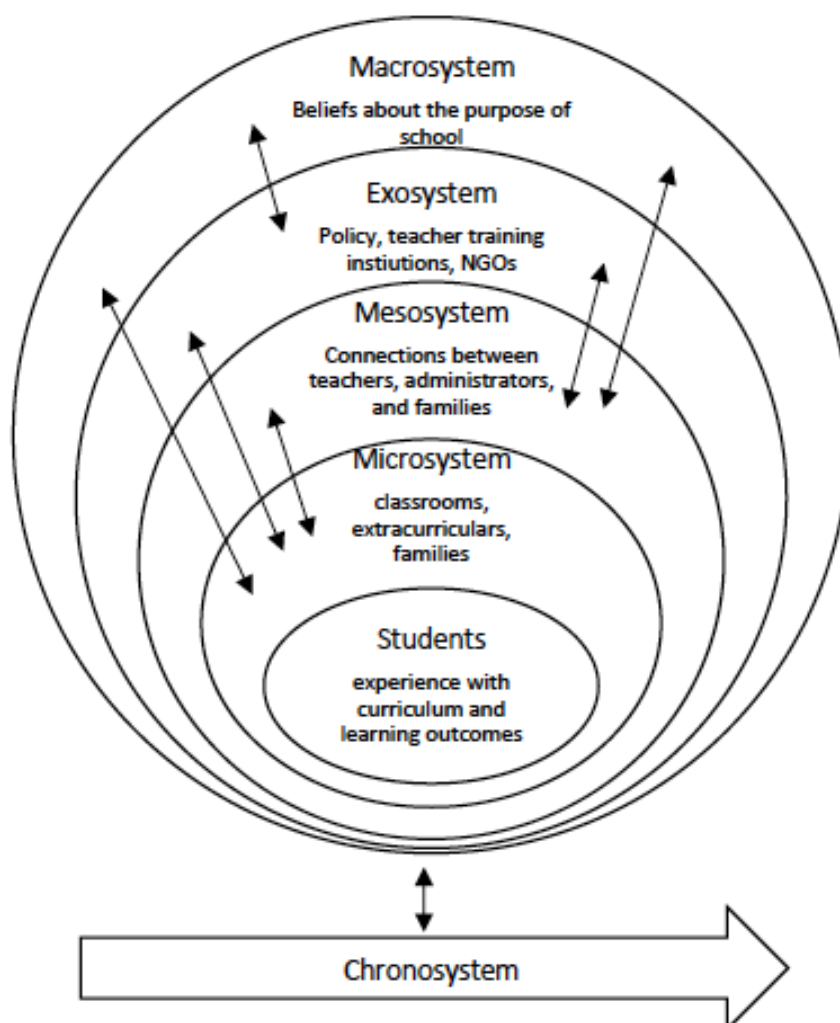 Macrosystem
Beliefs about the purpose of
school
Exosystem
Policy, teacher training
instiutions, NGOs
Mesosystem
Connections between
teachers, administrators,
and families
Microsystem
classrooms,
extracurriculars,
families
Students
experience with
curriculum and
learning outcomes
Chronosystem